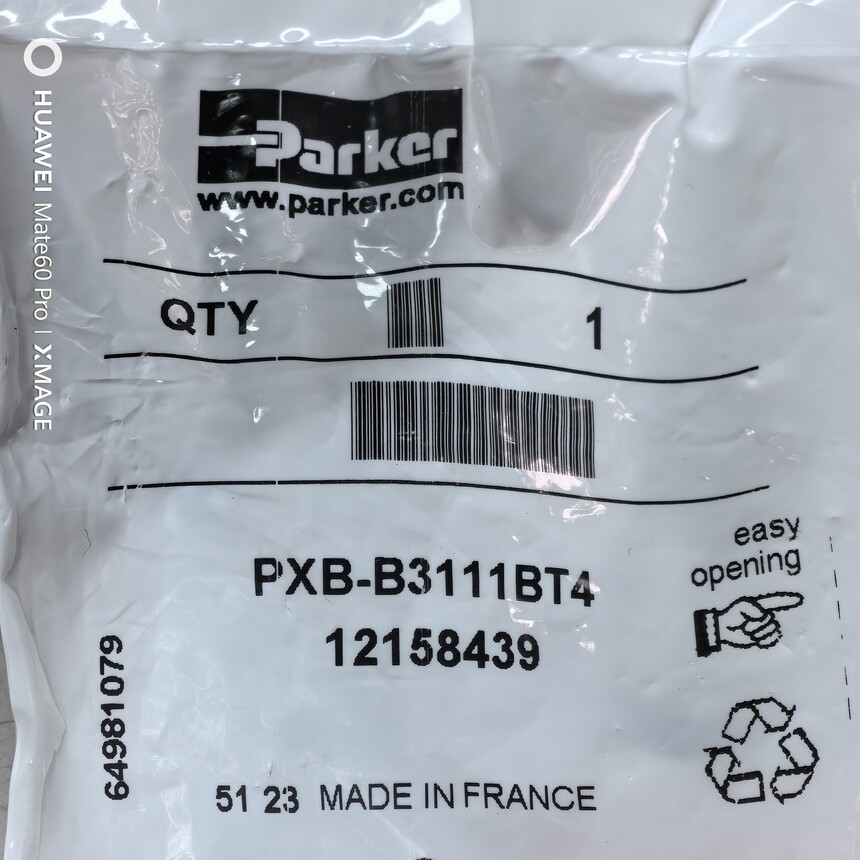 HUAWEI Mate60 Pro | XMAGE
Parker
www.parker.com
QTY 1
easy
opening
PXB-B3111BT4
12158439
64981079
51 23 MADE IN FRANCE